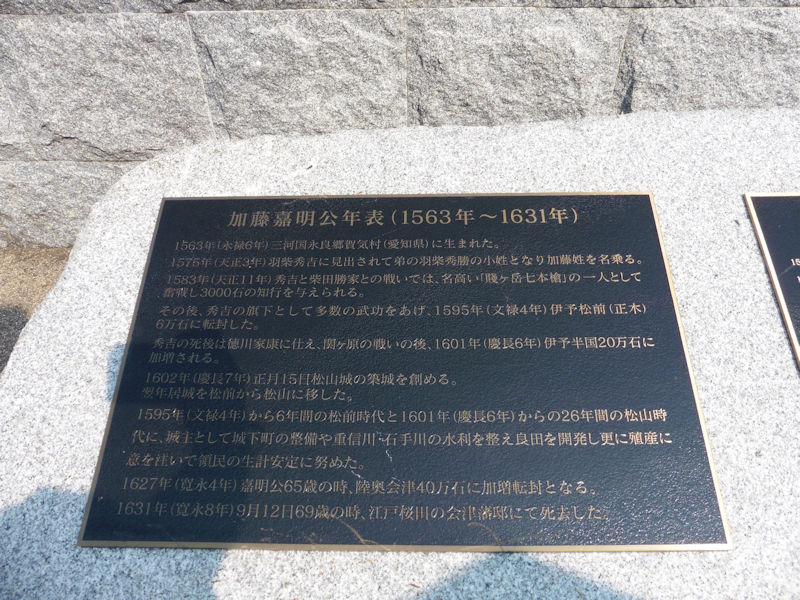 加藤嘉明公年表(1563年〜1631年)
1563年(永禄6年)三河国永良郷賀気村(愛知県)に生まれた。
1575年(天正3年)羽柴秀吉に見出されて弟の羽柴秀勝の小姓となり加藤姓を名乗る。
1583年(天正11年)秀吉と柴田勝家との戦いでは、名高い「賤ヶ岳七本槍」の一人として
奮戦し3000石の知行を与えられる。
その後、秀吉の旗下として多数の武功をあげ、1595年(文禄4年)伊予松前(正木)
6万石に転封した。
秀吉の死後は徳川家康に仕え、関ヶ原の戦いの後、1601年(慶長6年)伊予半国20万石に
加増される。
1602年(慶長7年)正月15日松山城の築城を創める。
翌年居城を松前から松山に移した。
1595年(文禄4年)から6年間の松前時代と1601年(慶長6年)からの26年間の松山時
代に、城主として城下町の整備や重信川・石手川の水利を整え良田を開発し更に殖産に
意を注いで領民の生計安定に努めた。
1627年(寛永4年)嘉明公65歳の時、陸奥会津40万石に加増転封となる。
1631年(寛永8年)9月12日69歳の時、江戸桜田の会津藩邸にて死去した。